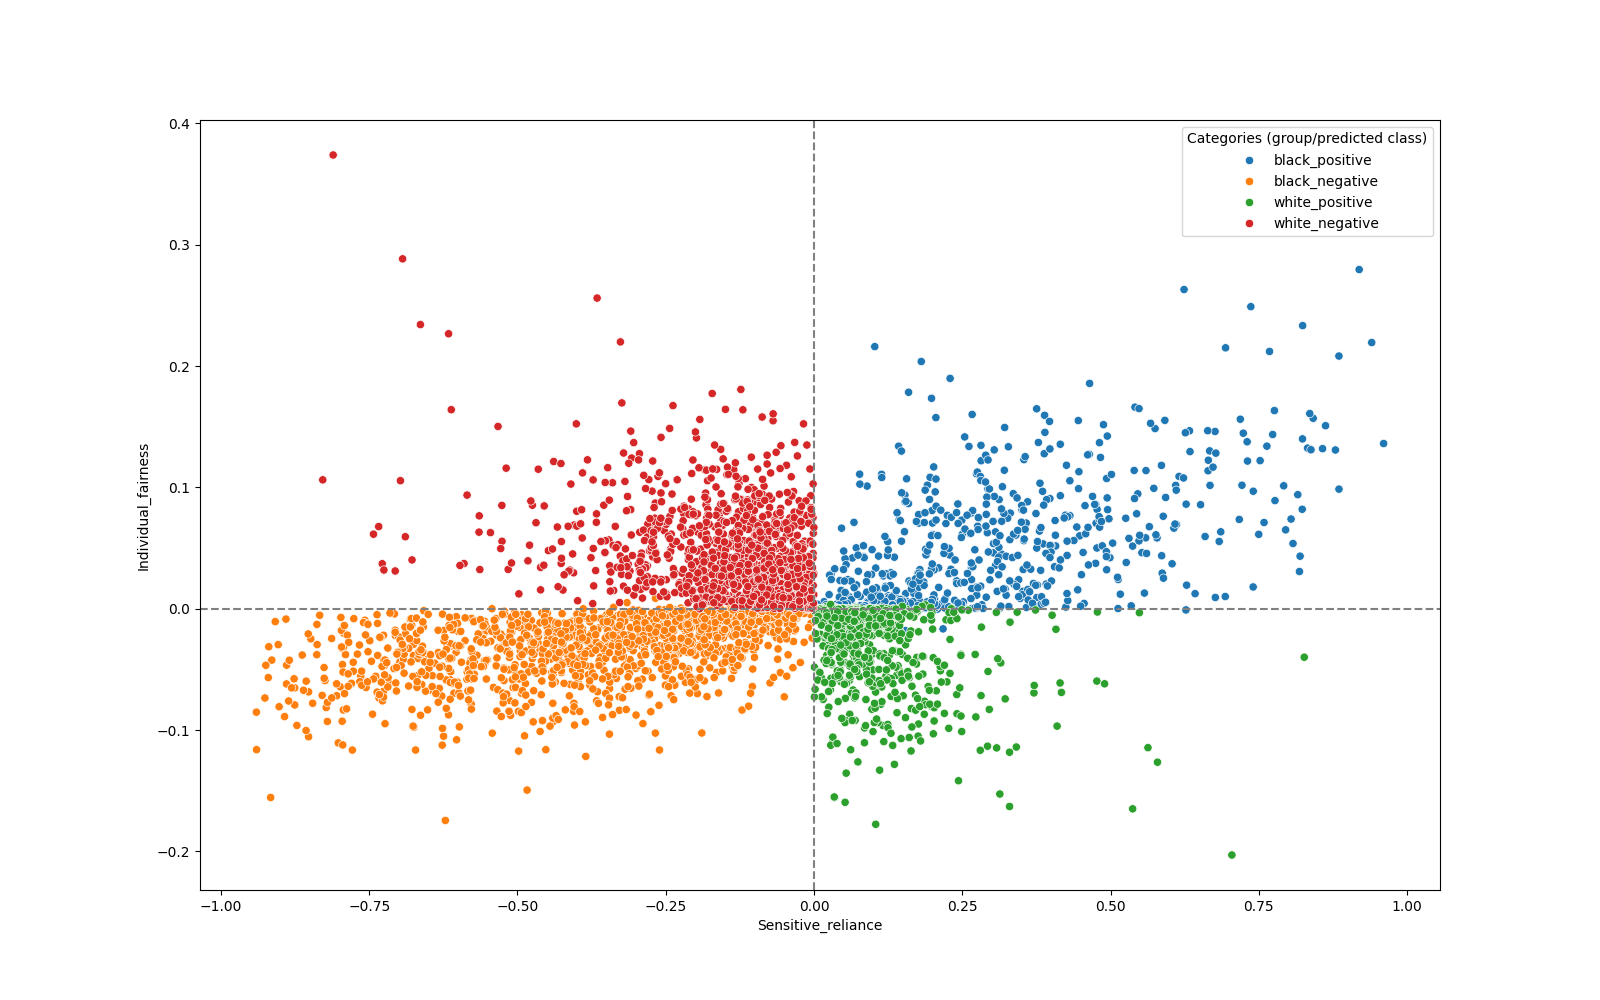 Categories (group/predicted class)
black_positive
black_negative
white_positive
white_negative
0.4
0.3
0.2
0.1
0.0
−0.1
−0.2
Individual_fairness
−1.00
−0.75
−0.50
−0.25
0.00
0.25
0.50
0.75
1.00
Sensitive_reliance